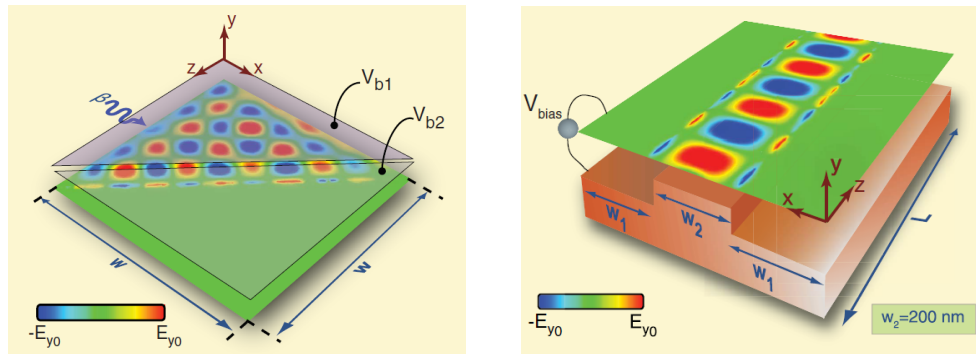 y
z
x
β
V_b1
V_b2
w
w
-E_y0
E_y0
V_bias
y
z
x
w_1
w_2
w_1
L
-E_y0
E_y0
w_2=200 nm